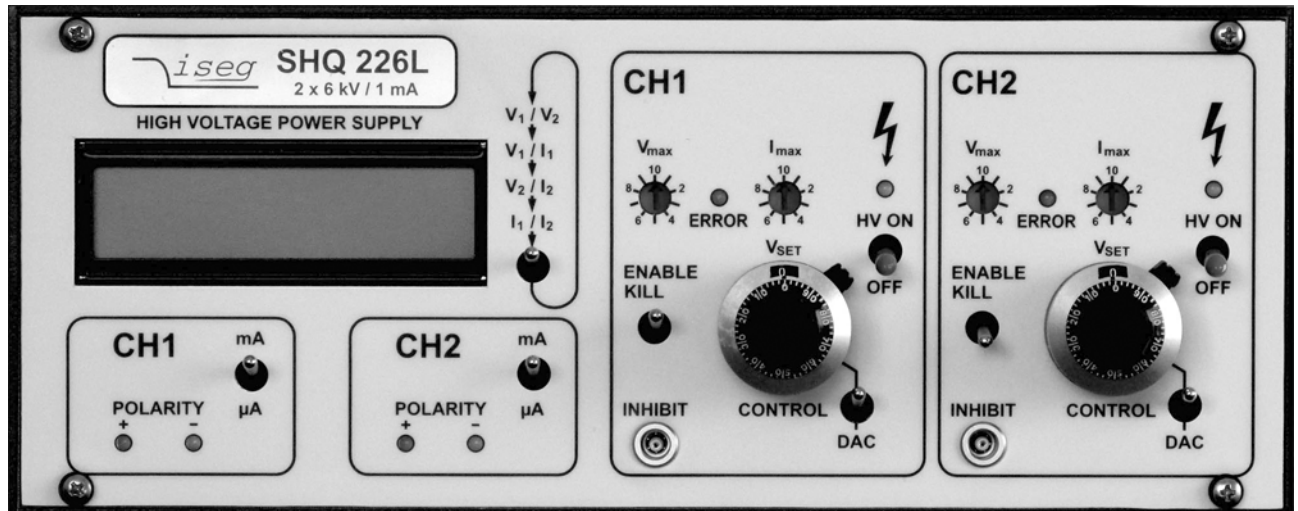 iseg SHQ 226L
2 x 6 kV / 1 mA
HIGH VOLTAGE POWER SUPPLY
V1 / V2
V1 / I1
V2 / I2
I1 / I2
CH1
mA
µA
POLARITY
+ −
CH2
mA
µA
POLARITY
+ −
CH1
Vmax
10
8 2
6 4
ERROR
Imax
10
8 2
6 4
HV ON
OFF
VSET
ENABLE
KILL
INHIBIT
CONTROL
DAC
CH2
Vmax
10
8 2
6 4
ERROR
Imax
10
8 2
6 4
HV ON
OFF
VSET
ENABLE
KILL
INHIBIT
CONTROL
DAC